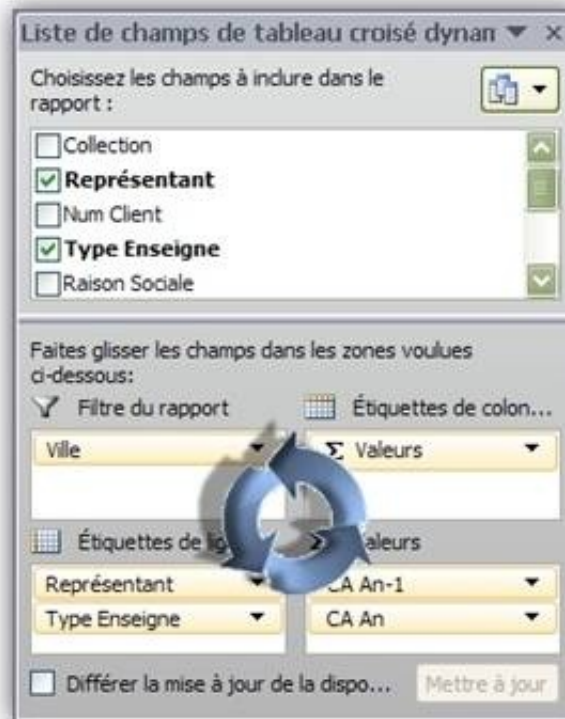 Liste de champs de tableau croisé dynam
Choisissez les champs à inclure dans le
rapport :
Collection
Représentant
Num Client
Type Enseigne
Raison Sociale
Faites glisser les champs dans les zones voulues
ci-dessous:
Filtre du rapport
Étiquettes de colon...
Ville
Σ Valeurs
Étiquettes de
Représentant
CA An-1
Type Enseigne
CA An
Différer la mise à jour de la dispo...
Mettre à jour